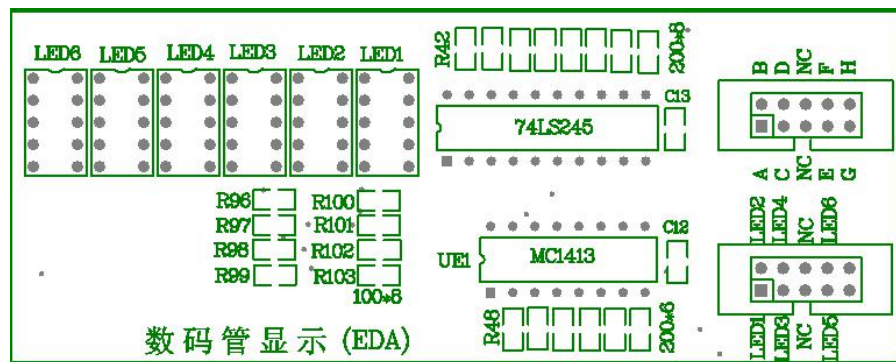 LED6 LED5 LED4 LED3 LED2 LED1
R42
200*8
C13
74LS245
B D NC F H
A C NC E G
R96 R100
R97 R101
R98 R102
R99 R103
100*8
UE1
MC1413
C12
R48
200*6
LED2 LED4 NC LED6
LED1 LED3 NC LED5
数码管显示(EDA)